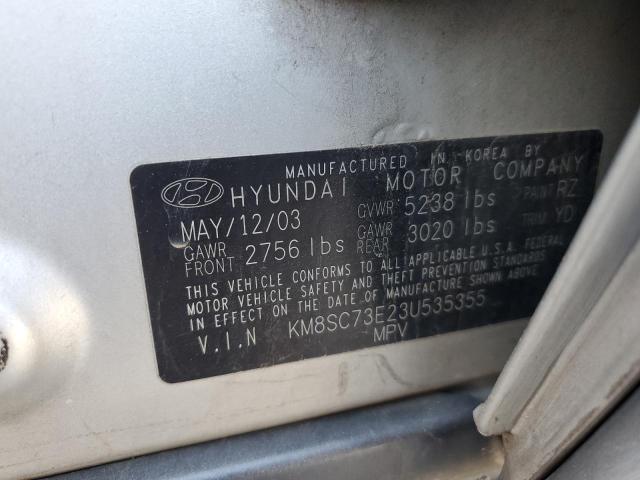 MANUFACTURED IN KOREA BY
HYUNDAI MOTOR COMPANY
MAY/12/03 GVWR 5238 lbs PAINT RZ
GAWR FRONT 2756 lbs GAWR REAR 3020 lbs TRIM YD
THIS VEHICLE CONFORMS TO ALL APPLICABLE U.S.A. FEDERAL
MOTOR VEHICLE SAFETY AND THEFT PREVENTION STANDARDS
IN EFFECT ON THE DATE OF MANUFACTURE SHOWN ABOVE.
V.I.N KM8SC73E23U535355
MPV